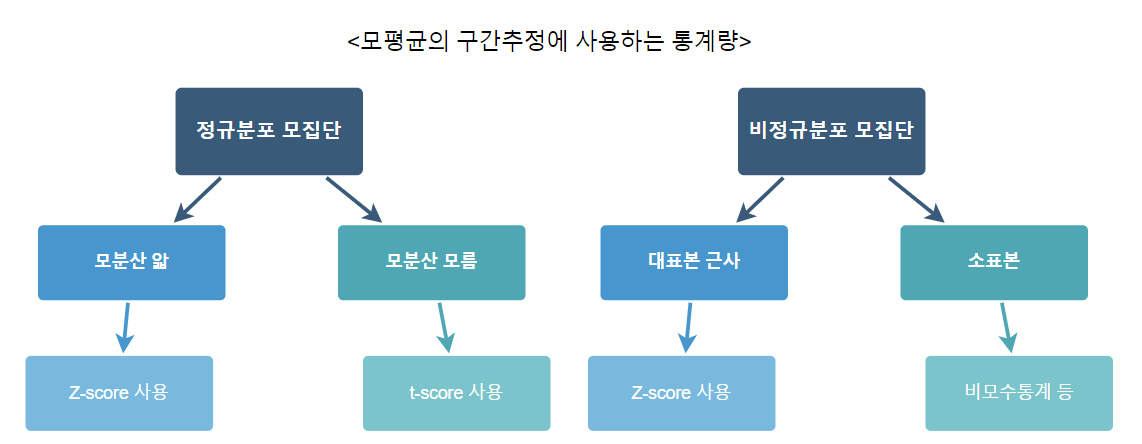 <모평균의 구간추정에 사용하는 통계량>
정규분포 모집단
비정규분포 모집단
모분산 앎
모분산 모름
대표본 근사
소표본
Z-score 사용
t-score 사용
Z-score 사용
비모수통계 등